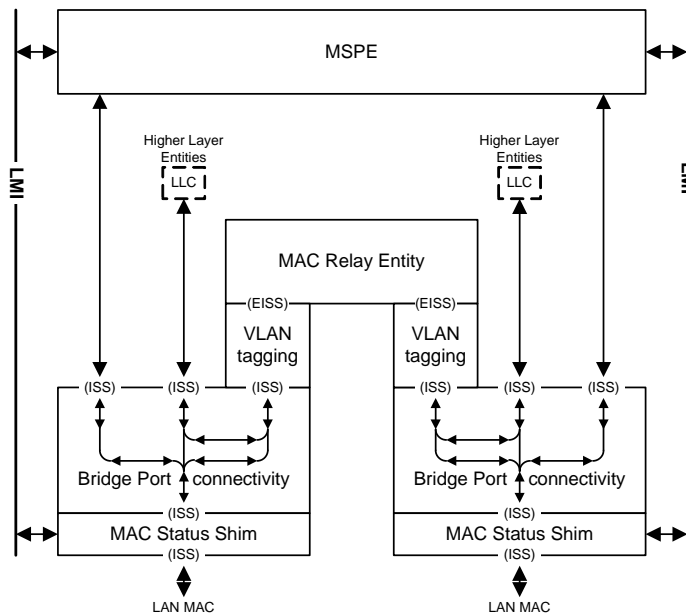 MSPE
Higher Layer
Entities
LLC
Higher Layer
Entities
LLC
LMI
LMI
MAC Relay Entity
(EISS)
(EISS)
VLAN
tagging
VLAN
tagging
(ISS)
(ISS)
(ISS)
(ISS)
(ISS)
(ISS)
Bridge Port connectivity
Bridge Port connectivity
(ISS)
(ISS)
MAC Status Shim
MAC Status Shim
(ISS)
(ISS)
LAN MAC
LAN MAC